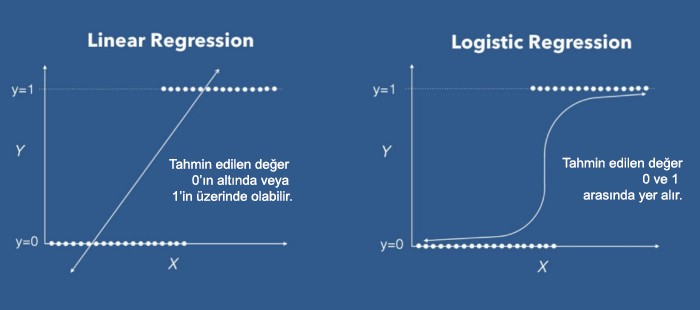 Linear Regression
y=1
Y
Tahmin edilen değer
0'ın altında veya
1'in üzerinde olabilir.
y=0
X
Logistic Regression
y=1
Y
Tahmin edilen değer
0 ve 1
arasında yer alır.
y=0
X